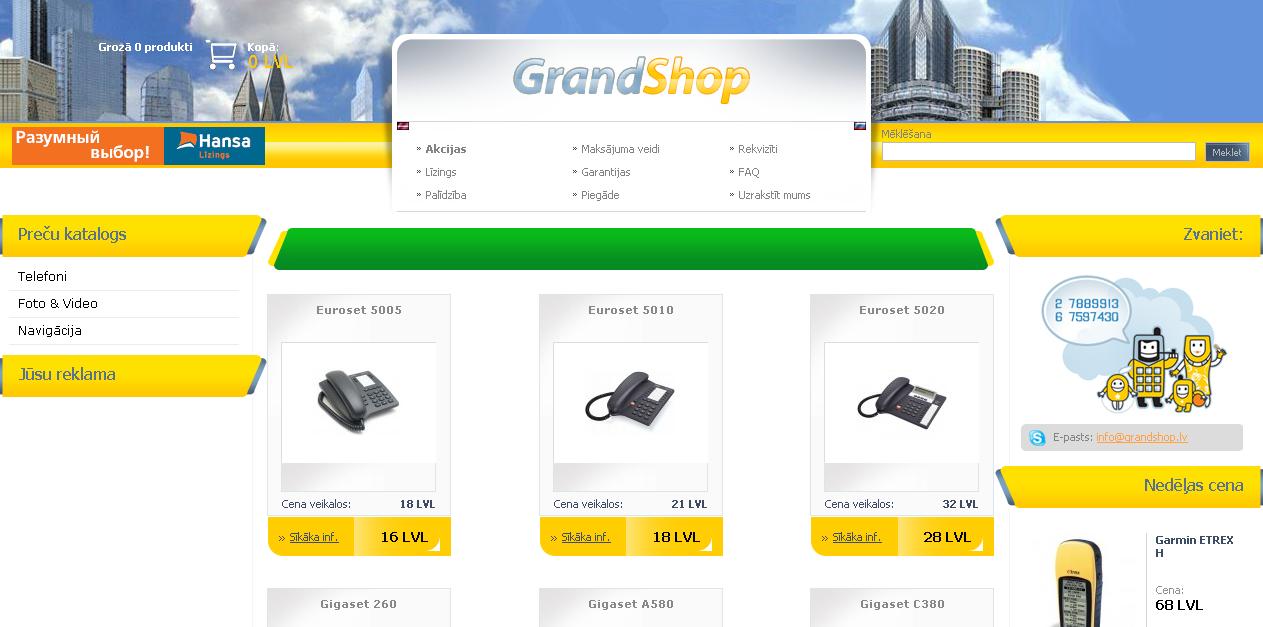 Grozā 0 produkti
Kopā:
0 LVL
GrandShop
Разумный
выбор!
Hansa
Līzings
Meklēšana
Meklēt
» Akcijas
» Maksājuma veidi
» Rekvizīti
» Līzings
» Garantijas
» FAQ
» Palīdzība
» Piegāde
» Uzrakstīt mums
Preču katalogs
Telefoni
Foto & Video
Navigācija
Jūsu reklama
Euroset 5005
Cena veikalos: 18 LVL
» Sīkāka inf. 16 LVL
Euroset 5010
Cena veikalos: 21 LVL
» Sīkāka inf. 18 LVL
Euroset 5020
Cena veikalos: 32 LVL
» Sīkāka inf. 28 LVL
Gigaset 260
Gigaset A580
Gigaset C380
Zvaniet:
2 7889913
6 7597430
E-pasts: info@grandshop.lv
Nedēļas cena
Garmin ETREX
H
Cena:
68 LVL